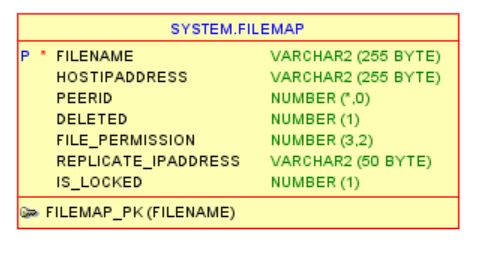 SYSTEM.FILEMAP
P * FILENAME VARCHAR2 (255 BYTE)
HOSTIPADDRESS VARCHAR2 (255 BYTE)
PEERID NUMBER (*,0)
DELETED NUMBER (1)
FILE_PERMISSION NUMBER (3,2)
REPLICATE_IPADDRESS VARCHAR2 (50 BYTE)
IS_LOCKED NUMBER (1)
FILEMAP_PK (FILENAME)